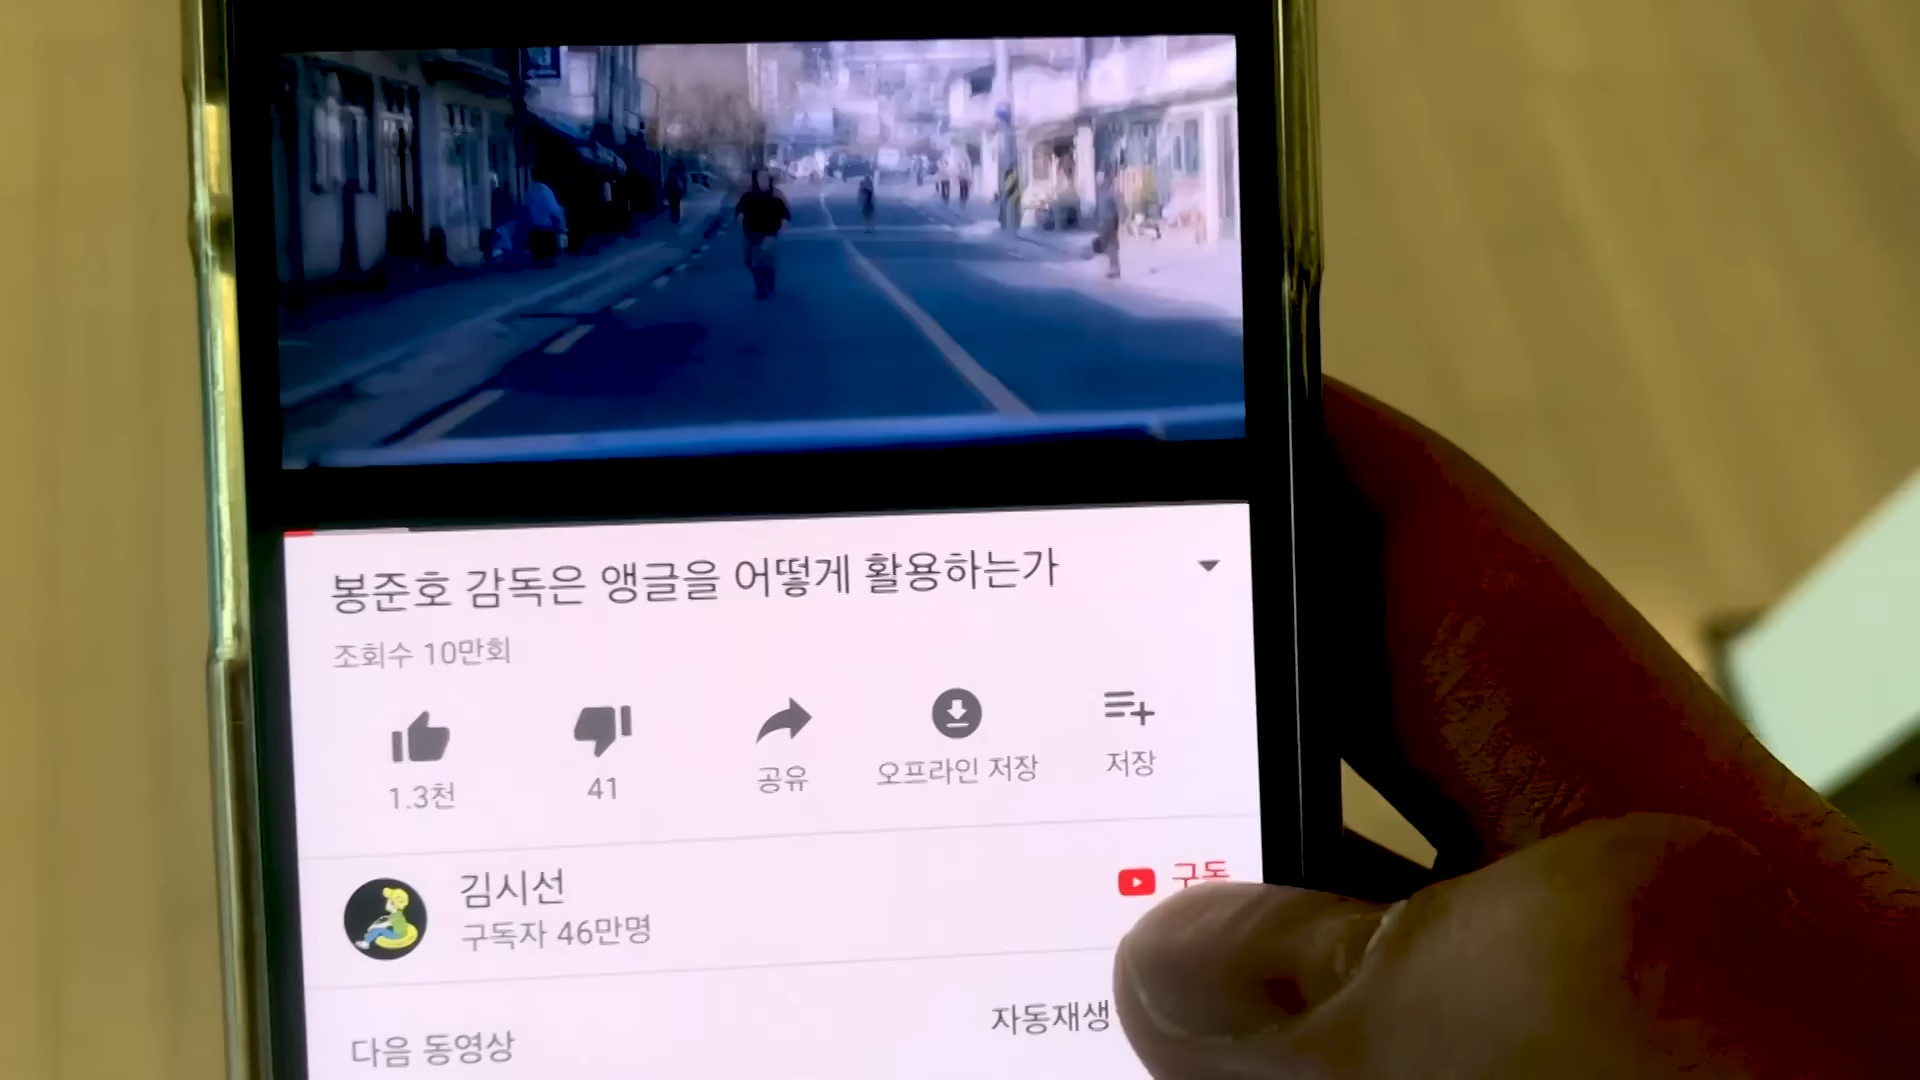 봉준호 감독은 앵글을 어떻게 활용하는가
조회수 10만회
1.3천
41
공유
오프라인 저장
저장
김시선
구독
구독자 46만명
다음 동영상
자동재생